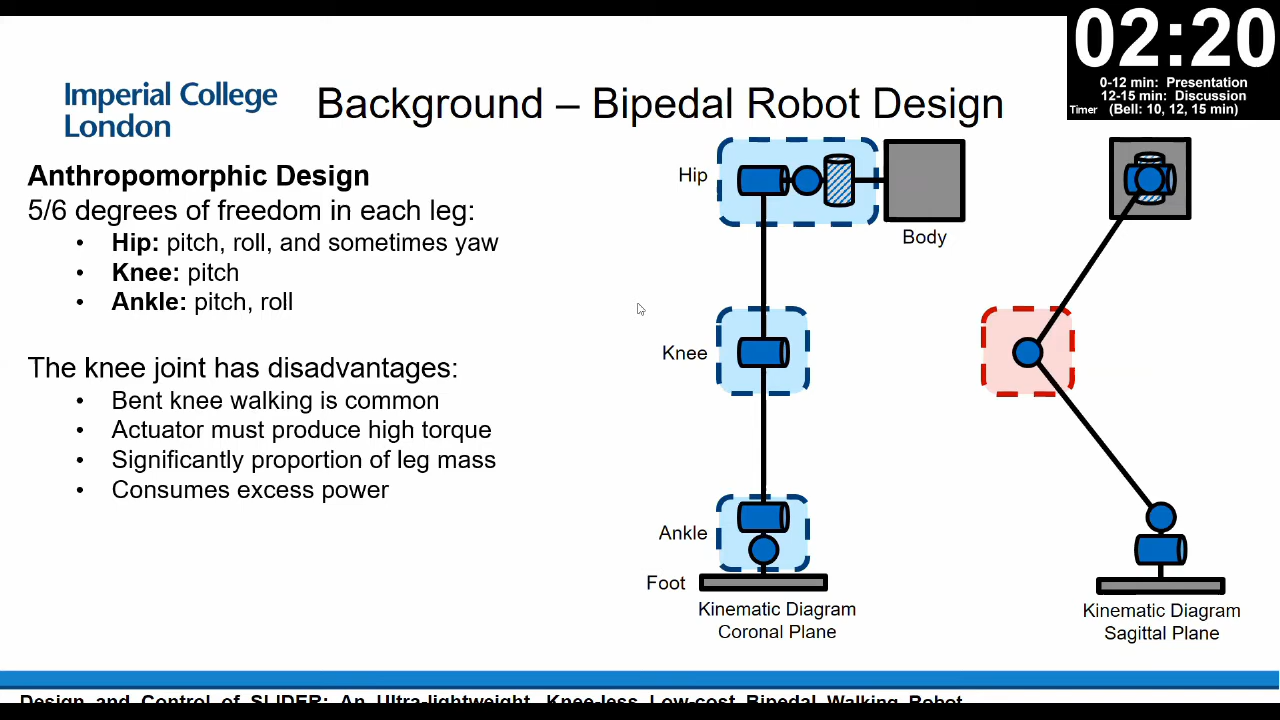 02:20
0-12 min: Presentation
12-15 min: Discussion
Timer (Bell: 10, 12, 15 min)
Imperial College
London
Background – Bipedal Robot Design
Anthropomorphic Design
5/6 degrees of freedom in each leg:
• Hip: pitch, roll, and sometimes yaw
• Knee: pitch
• Ankle: pitch, roll
The knee joint has disadvantages:
• Bent knee walking is common
• Actuator must produce high torque
• Significantly proportion of leg mass
• Consumes excess power
Hip
Body
Knee
Ankle
Foot
Kinematic Diagram
Coronal Plane
Kinematic Diagram
Sagittal Plane
Design and Control of SLIDER: An Ultra-lightweight, Knee-less, Low-cost Bipedal Walking Robot